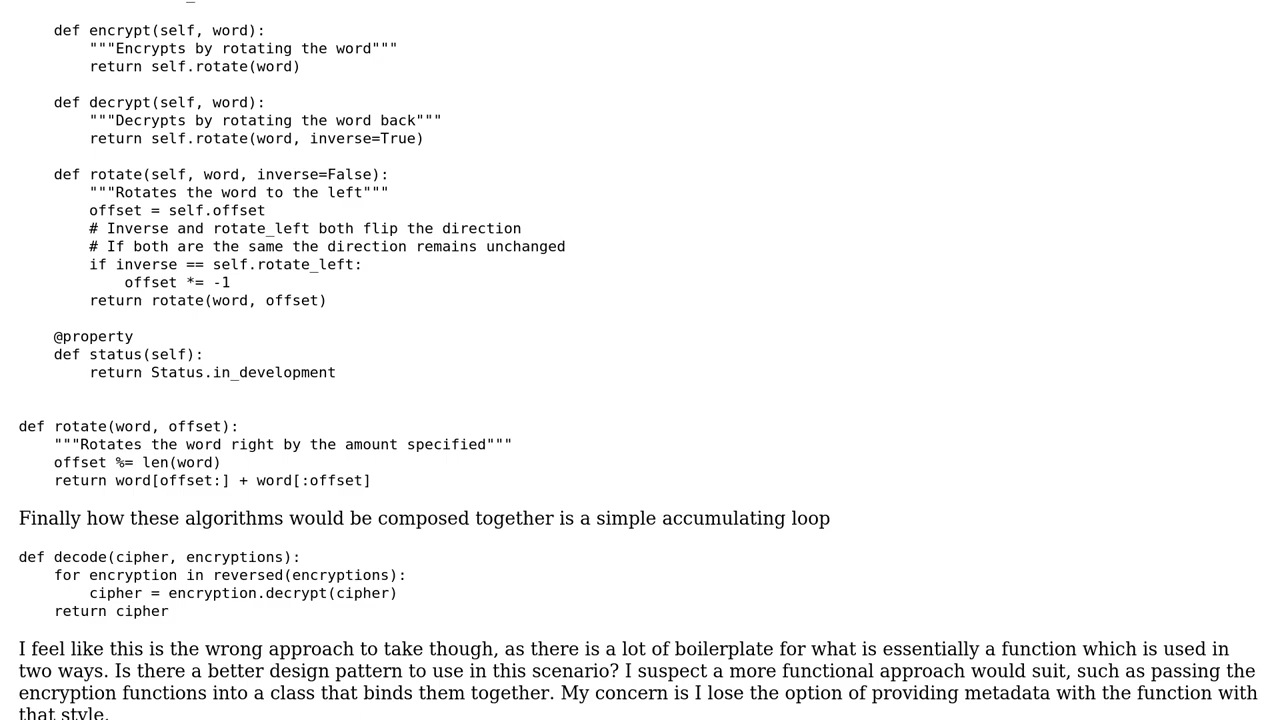 def encrypt(self, word):
        """Encrypts by rotating the word"""
        return self.rotate(word)

    def decrypt(self, word):
        """Decrypts by rotating the word back"""
        return self.rotate(word, inverse=True)

    def rotate(self, word, inverse=False):
        """Rotates the word to the left"""
        offset = self.offset
        # Inverse and rotate_left both flip the direction
        # If both are the same the direction remains unchanged
        if inverse == self.rotate_left:
            offset *= -1
        return rotate(word, offset)

    @property
    def status(self):
        return Status.in_development


def rotate(word, offset):
    """Rotates the word right by the amount specified"""
    offset %= len(word)
    return word[offset:] + word[:offset]

Finally how these algorithms would be composed together is a simple accumulating loop

def decode(cipher, encryptions):
    for encryption in reversed(encryptions):
        cipher = encryption.decrypt(cipher)
    return cipher

I feel like this is the wrong approach to take though, as there is a lot of boilerplate for what is essentially a function which is used in
two ways. Is there a better design pattern to use in this scenario? I suspect a more functional approach would suit, such as passing the
encryption functions into a class that binds them together. My concern is I lose the option of providing metadata with the function with
that style.